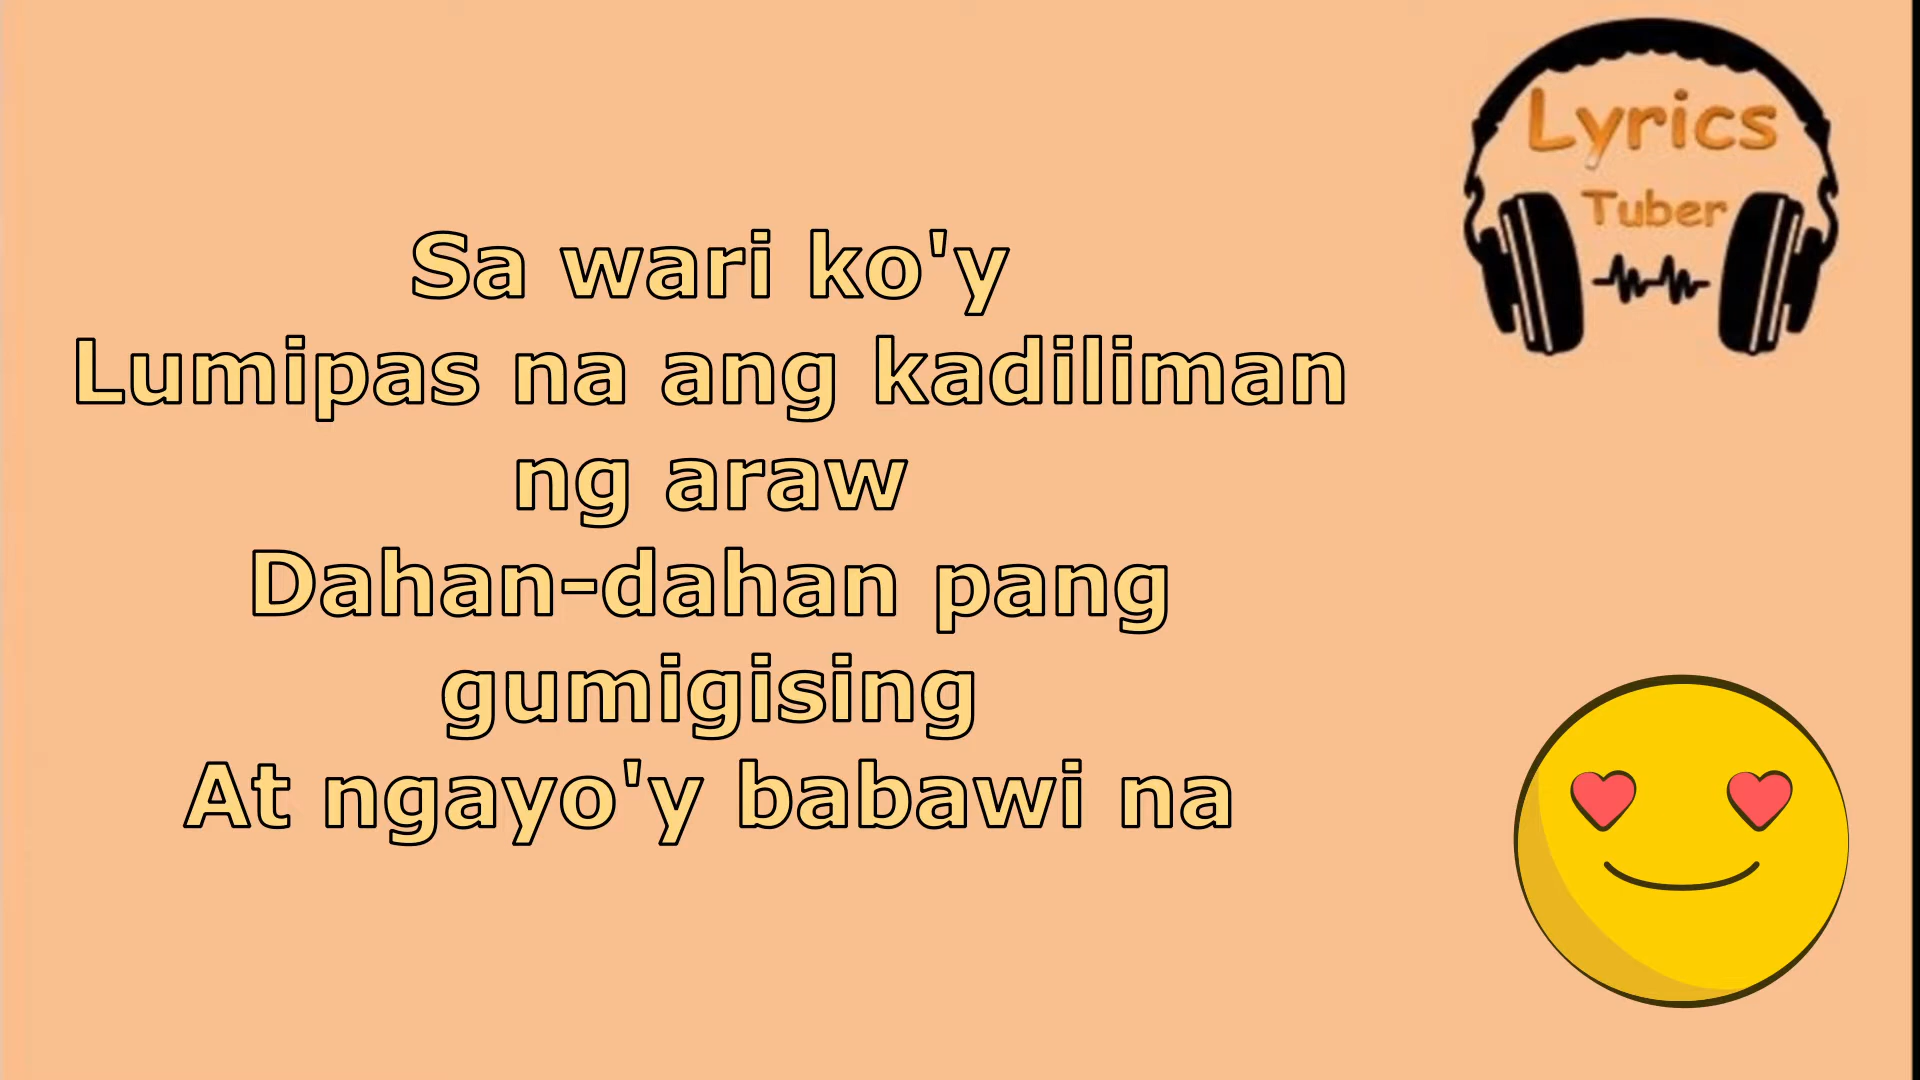 Lyrics
Tuber
Sa wari ko'y
Lumipas na ang kadiliman
ng araw
Dahan-dahan pang
gumigising
At ngayo'y babawi na